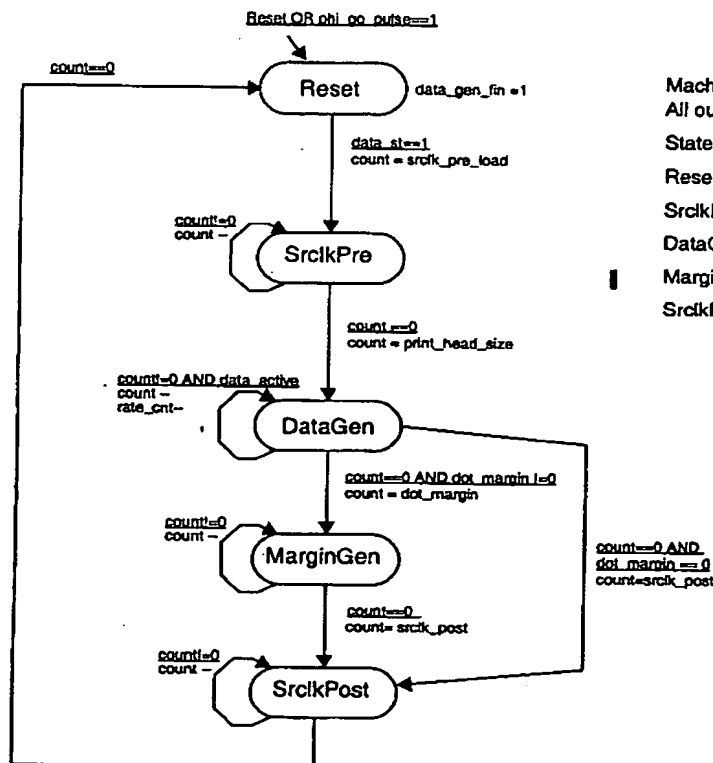 Reset OR phi_go_pulse==1
count==0
Reset
data_gen_fin =1
Mach
All ou
State
Rese
Srclk
DataG
Margi
Srclk
data_st==1
count = srclk_pre_load
count!=0
count --
SrclkPre
count ==0
count = print_head_size
count!=0 AND data_active
count --
rate_cnt--
DataGen
count==0 AND dot_margin !=0
count = dot_margin
count!=0
count -
MarginGen
count==0 AND
dot_margin == 0
count=srclk_post
count==0
count= srclk_post
count!=0
count --
SrclkPost